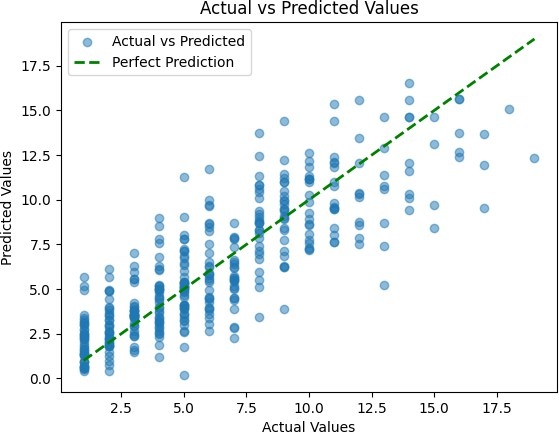 Actual vs Predicted Values
Actual vs Predicted
Perfect Prediction
17.5
15.0
12.5
10.0
7.5
5.0
2.5
0.0
Predicted Values
2.5 5.0 7.5 10.0 12.5 15.0 17.5
Actual Values